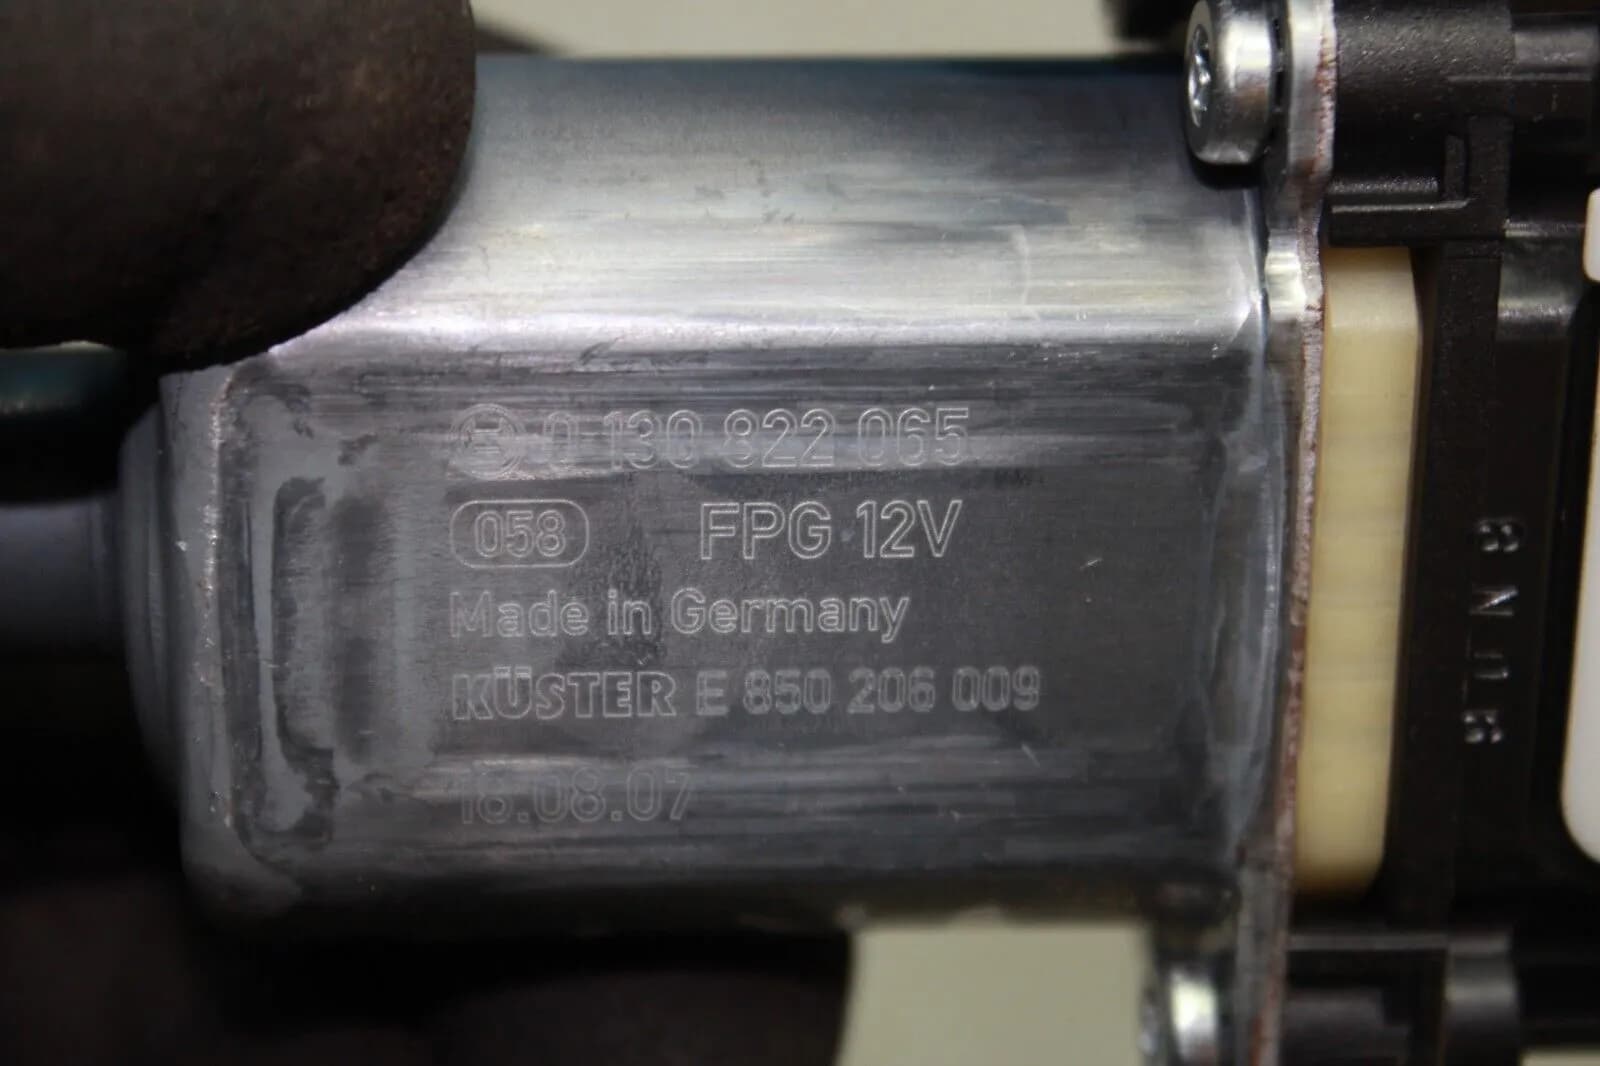 0 130 822 065
058 FPG 12V
Made in Germany
KÜSTER E 850 206 009
18.08.07